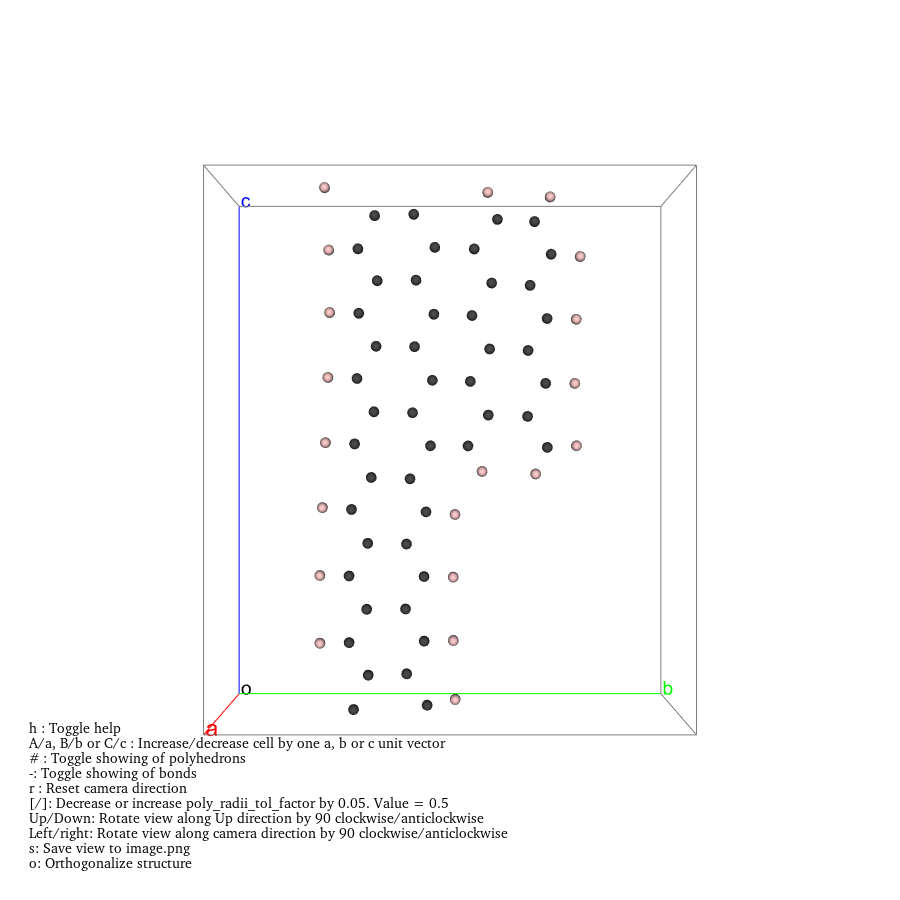 c
o
b
a
h : Toggle help
A/a, B/b or C/c : Increase/decrease cell by one a, b or c unit vector
# : Toggle showing of polyhedrons
-: Toggle showing of bonds
r : Reset camera direction
[/]: Decrease or increase poly_radii_tol_factor by 0.05. Value = 0.5
Up/Down: Rotate view along Up direction by 90 clockwise/anticlockwise
Left/right: Rotate view along camera direction by 90 clockwise/anticlockwise
s: Save view to image.png
o: Orthogonalize structure